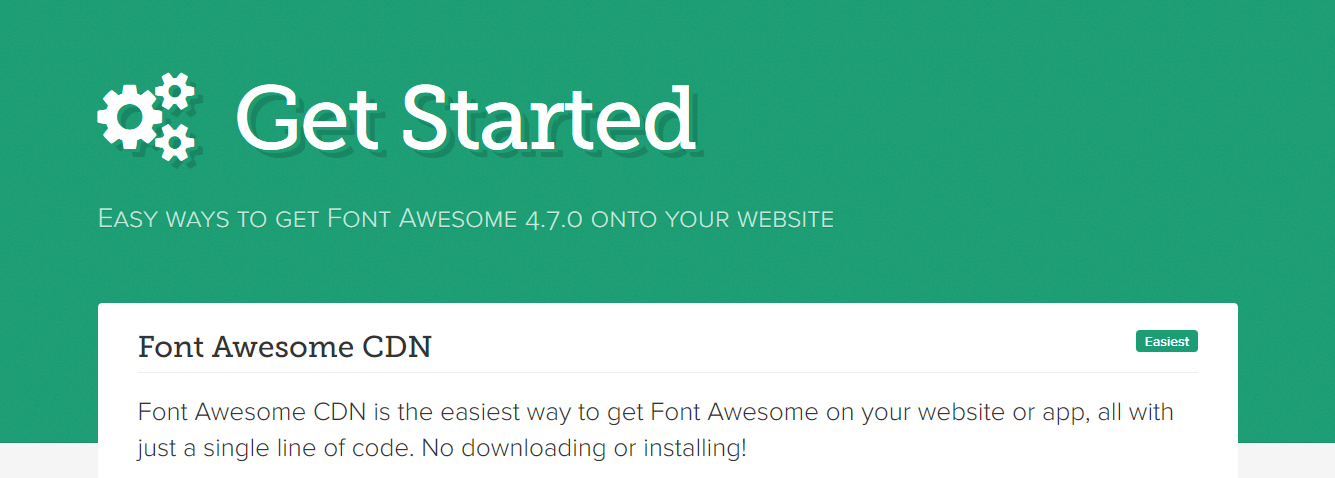 Get Started
Easy ways to get Font Awesome 4.7.0 onto your website
Font Awesome CDN
Easiest
Font Awesome CDN is the easiest way to get Font Awesome on your website or app, all with
just a single line of code. No downloading or installing!